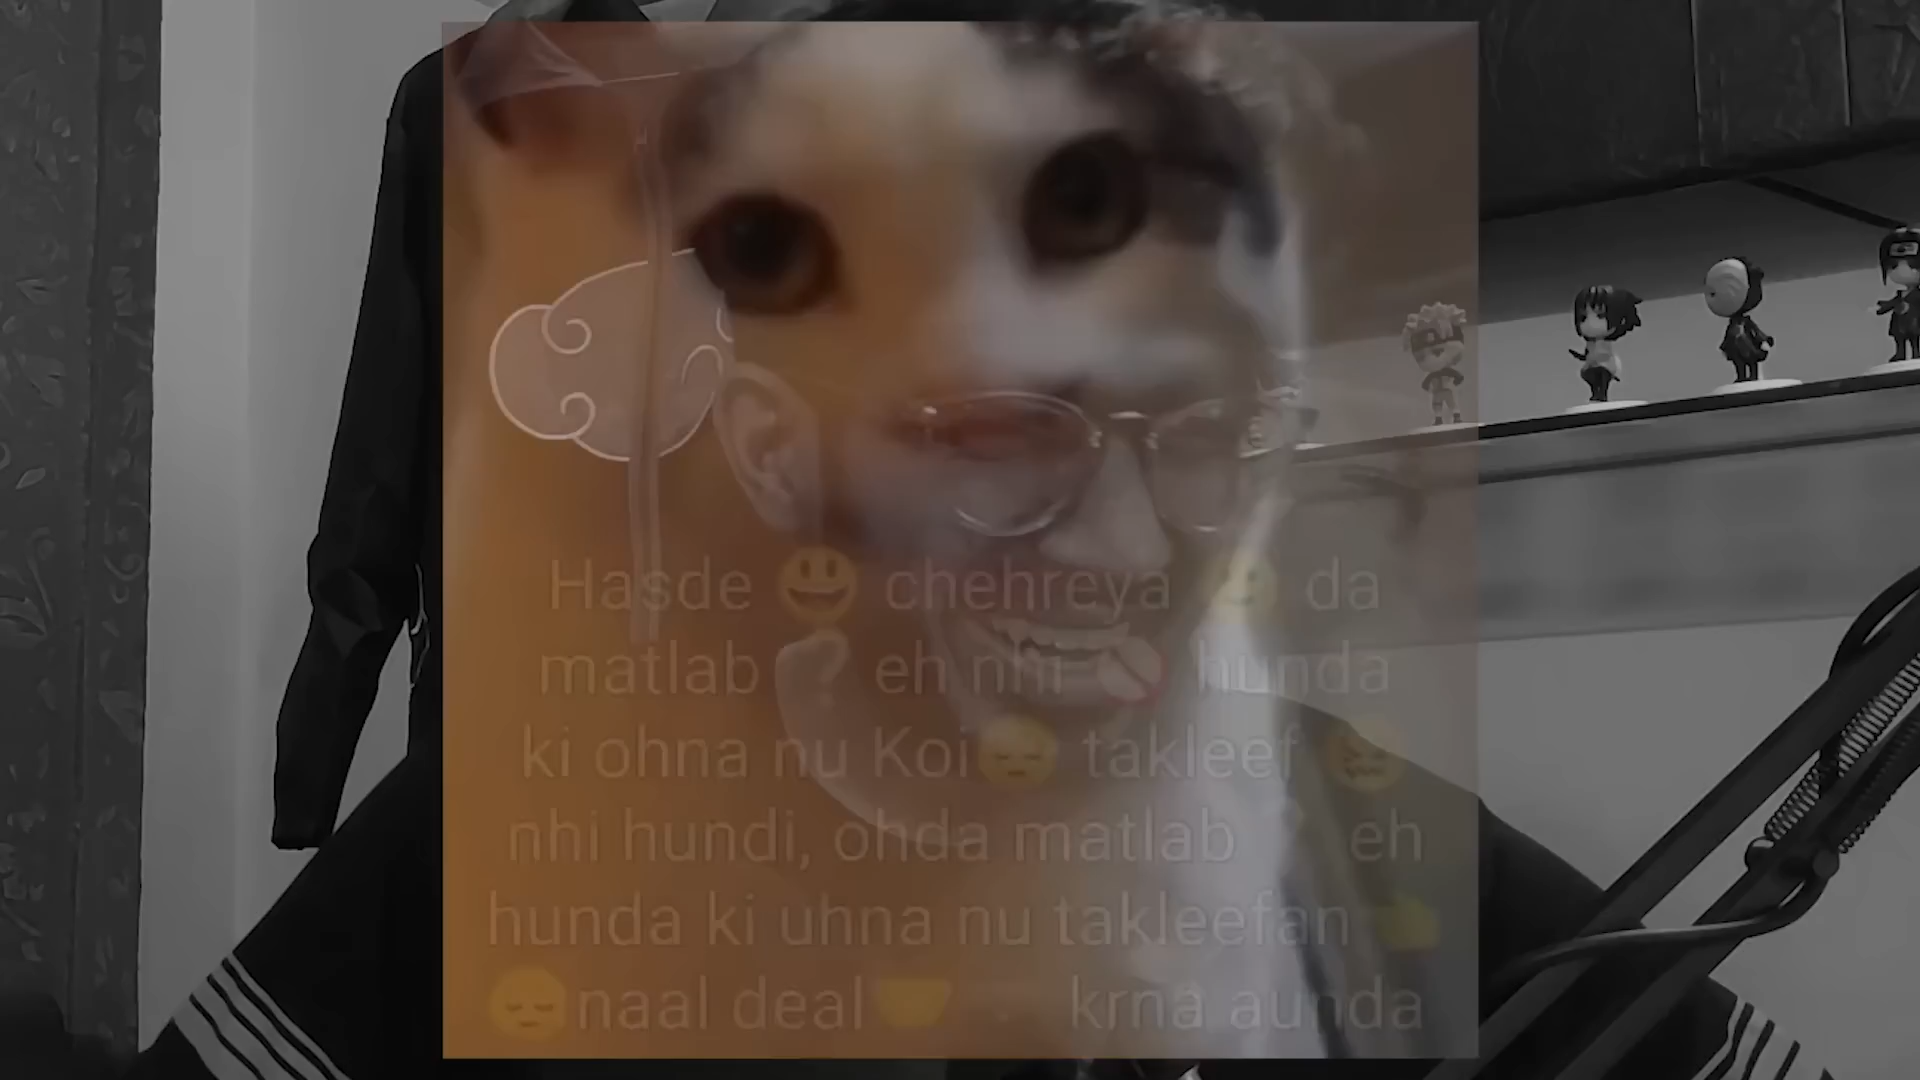 Hasde 😃 chehreya 🙂 da
matlab ❔ eh nhi hunda
ki ohna nu Koi 😔 takleef 😖
nhi hundi, ohda matlab eh
hunda ki uhna nu takleefan
😔 naal deal krna aunda